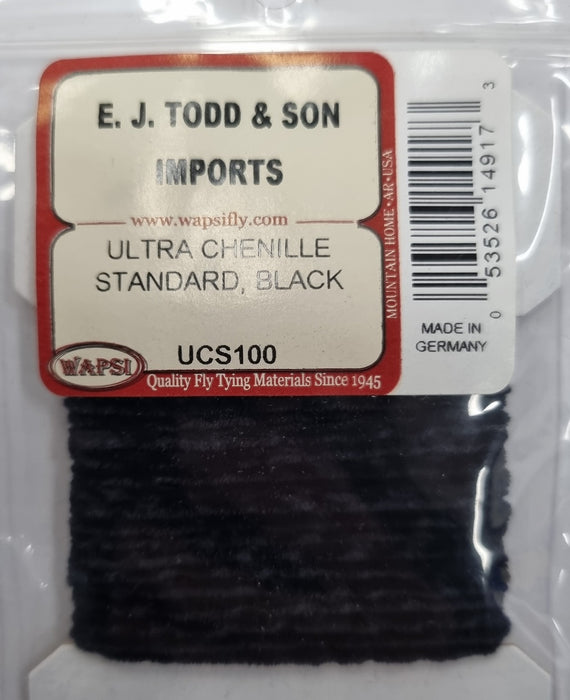 E. J. TODD & SON
IMPORTS
www.wapsifly.com
ULTRA CHENILLE
STANDARD, BLACK
UCS100
WAPSI
Quality Fly Tying Materials Since 1945
MOUNTAIN HOME • AR • USA
0 53526 14917 3
MADE IN
GERMANY